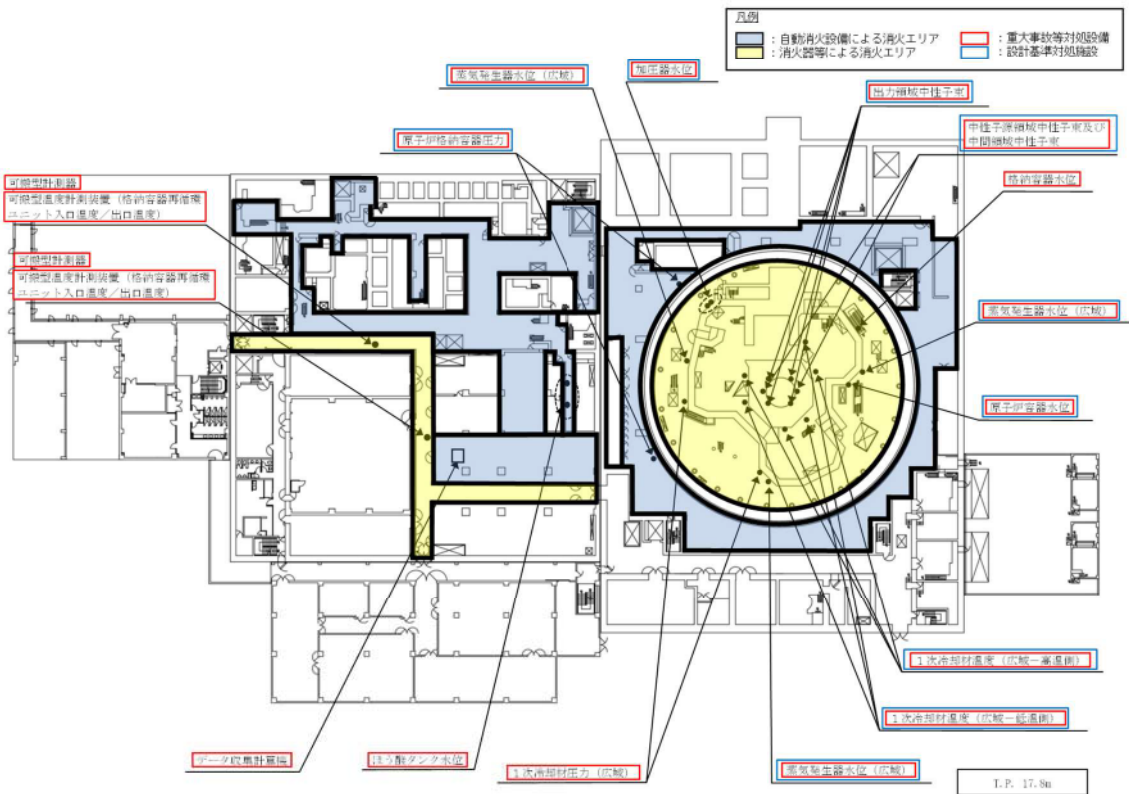 凡例
：自動消火設備による消火エリア
：消火器等による消火エリア
：重大事故等対処設備
：設計基準対処施設
蒸気発生器水位（広域）
加圧器水位
出力領域中性子束
原子炉格納容器圧力
中性子源領域中性子束及び
中間領域中性子束
格納容器水位
可搬型計測器
可搬型温度計測装置（格納容器再循環
ユニット入口温度／出口温度）
可搬型計測器
可搬型温度計測装置（格納容器再循環
ユニット入口温度／出口温度）
蒸気発生器水位（広域）
原子炉容器水位
１次冷却材温度（広域－高温側）
１次冷却材温度（広域－低温側）
データ収集計算機
ほう酸タンク水位
１次冷却材圧力（広域）
蒸気発生器水位（広域）
T.P. 17.8m